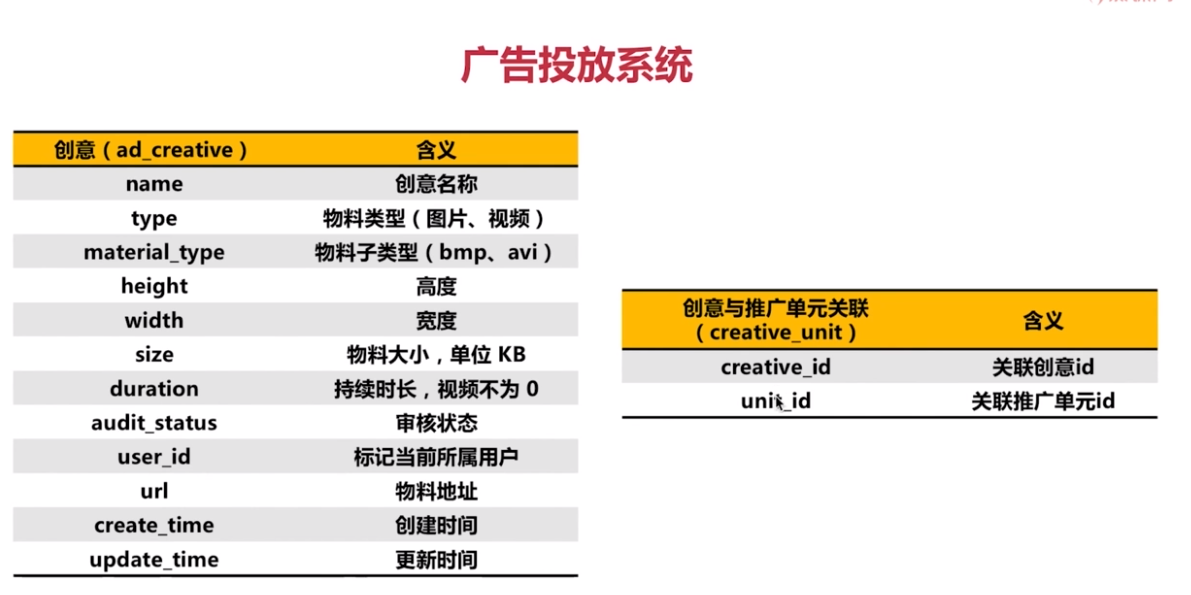 广告投放系统
创意（ad_creative） 含义
name 创意名称
type 物料类型（图片、视频）
material_type 物料子类型（bmp、avi）
height 高度
width 宽度
size 物料大小，单位 KB
duration 持续时长，视频不为 0
audit_status 审核状态
user_id 标记当前所属用户
url 物料地址
create_time 创建时间
update_time 更新时间
创意与推广单元关联
（creative_unit） 含义
creative_id 关联创意id
unit_id 关联推广单元id